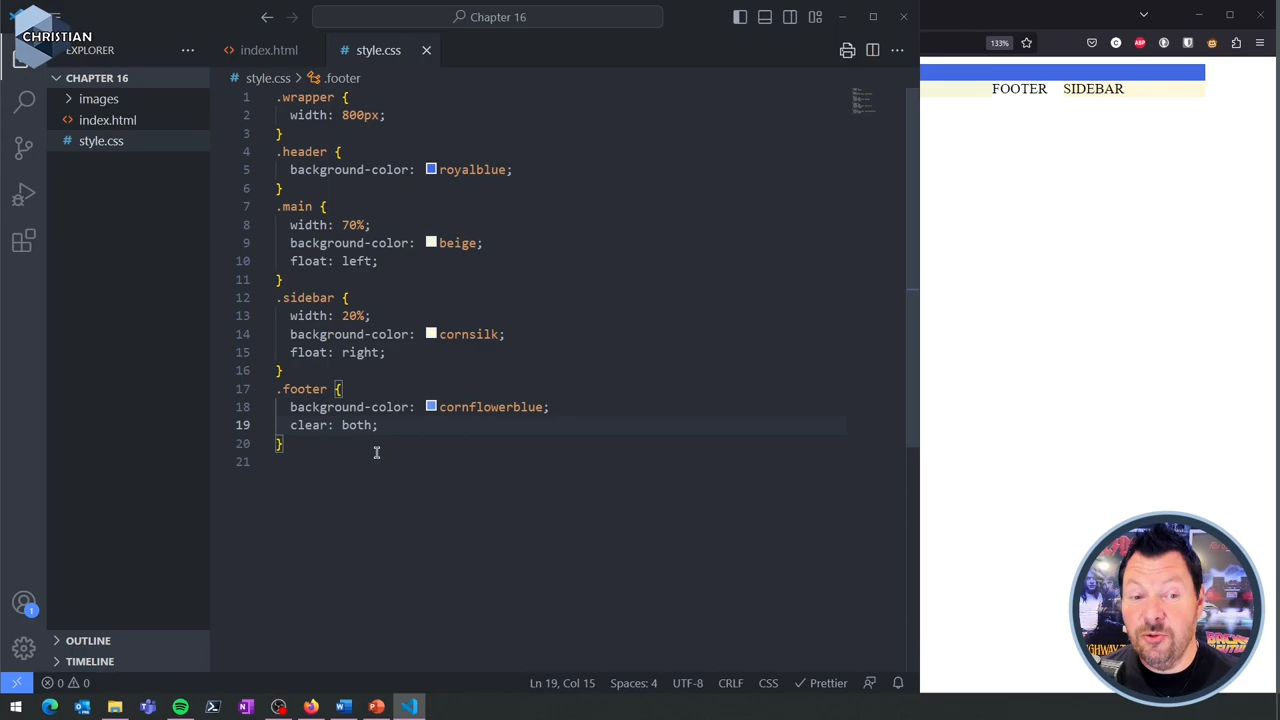 CHRISTIAN
Chapter 16
EXPLORER
index.html
style.css
133%
ABP
CHAPTER 16
style.css > .footer
images
index.html
style.css
1 .wrapper {
2 width: 800px;
3 }
4 .header {
5 background-color: royalblue;
6 }
7 .main {
8 width: 70%;
9 background-color: beige;
10 float: left;
11 }
12 .sidebar {
13 width: 20%;
14 background-color: cornsilk;
15 float: right;
16 }
17 .footer {
18 background-color: cornflowerblue;
19 clear: both;
20 }
21
FOOTER SIDEBAR
1
OUTLINE
TIMELINE
0 0
Ln 19, Col 15
Spaces: 4
UTF-8
CRLF
CSS
Prettier